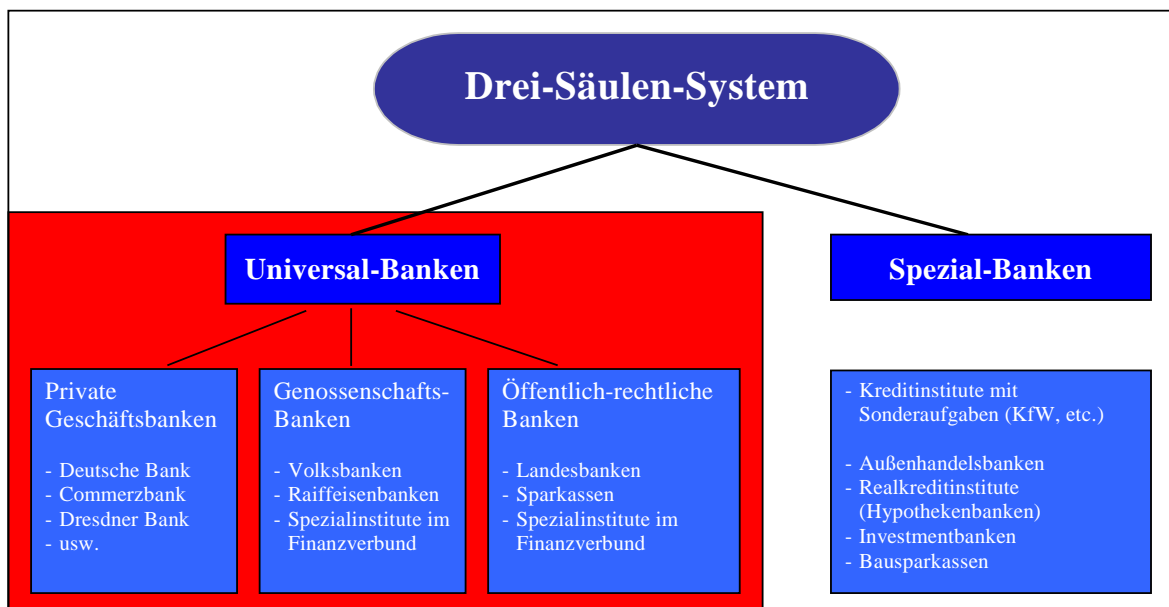 Drei-Säulen-System
Universal-Banken
Spezial-Banken
Private
Geschäftsbanken
- Deutsche Bank
- Commerzbank
- Dresdner Bank
- usw.
Genossenschafts-
Banken
- Volksbanken
- Raiffeisenbanken
- Spezialinstitute im
Finanzverbund
Öffentlich-rechtliche
Banken
- Landesbanken
- Sparkassen
- Spezialinstitute im
Finanzverbund
- Kreditinstitute mit
Sonderaufgaben (KfW, etc.)
- Außenhandelsbanken
- Realkreditinstitute
(Hypothekenbanken)
- Investmentbanken
- Bausparkassen